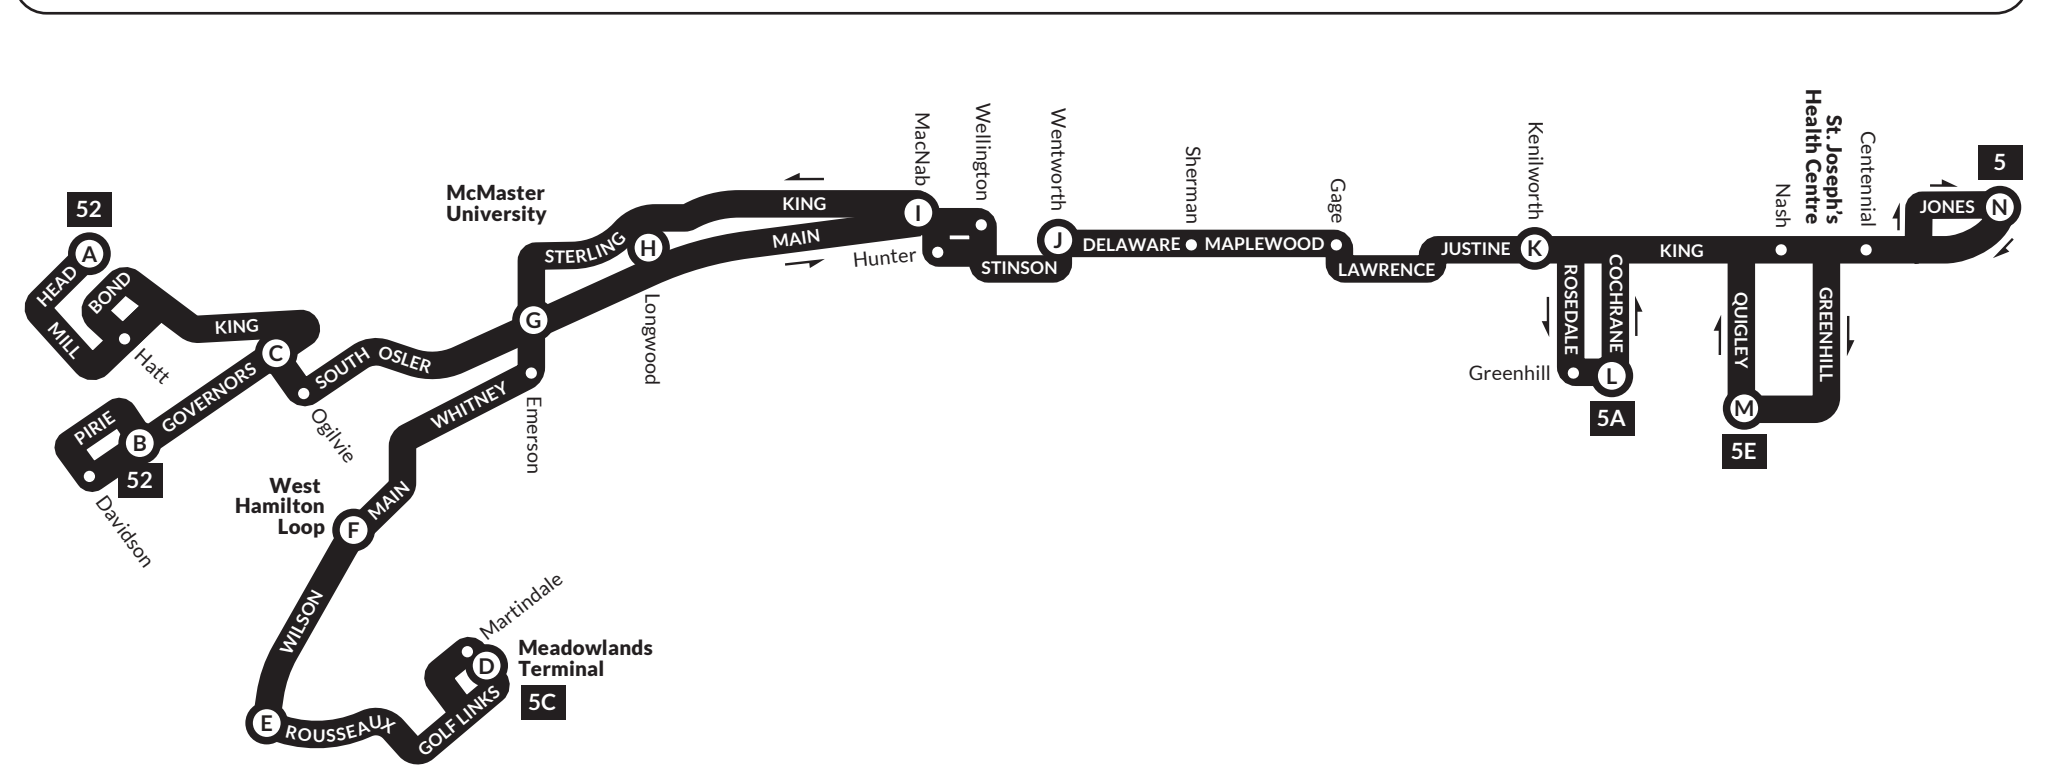 52
A
HEAD
BOND
MILL
Hatt
KING
C
GOVERNORS
PIRIE
B
52
Davidson
Ogilvie
SOUTH
OSLER
McMaster
University
STERLING
H
G
WHITNEY
Emerson
Longwood
West
Hamilton
Loop
F
MAIN
WILSON
E
ROUSSEAUX
GOLF LINKS
Martindale
D
Meadowlands
Terminal
5C
KING
MAIN
MacNab
I
Hunter
Wellington
STINSON
Wentworth
J
DELAWARE
Sherman
MAPLEWOOD
Gage
LAWRENCE
JUSTINE
Kenilworth
K
ROSEDALE
COCHRANE
Greenhill
L
5A
KING
QUIGLEY
M
5E
Nash
St. Joseph's
Health Centre
GREENHILL
Centennial
JONES
5
N